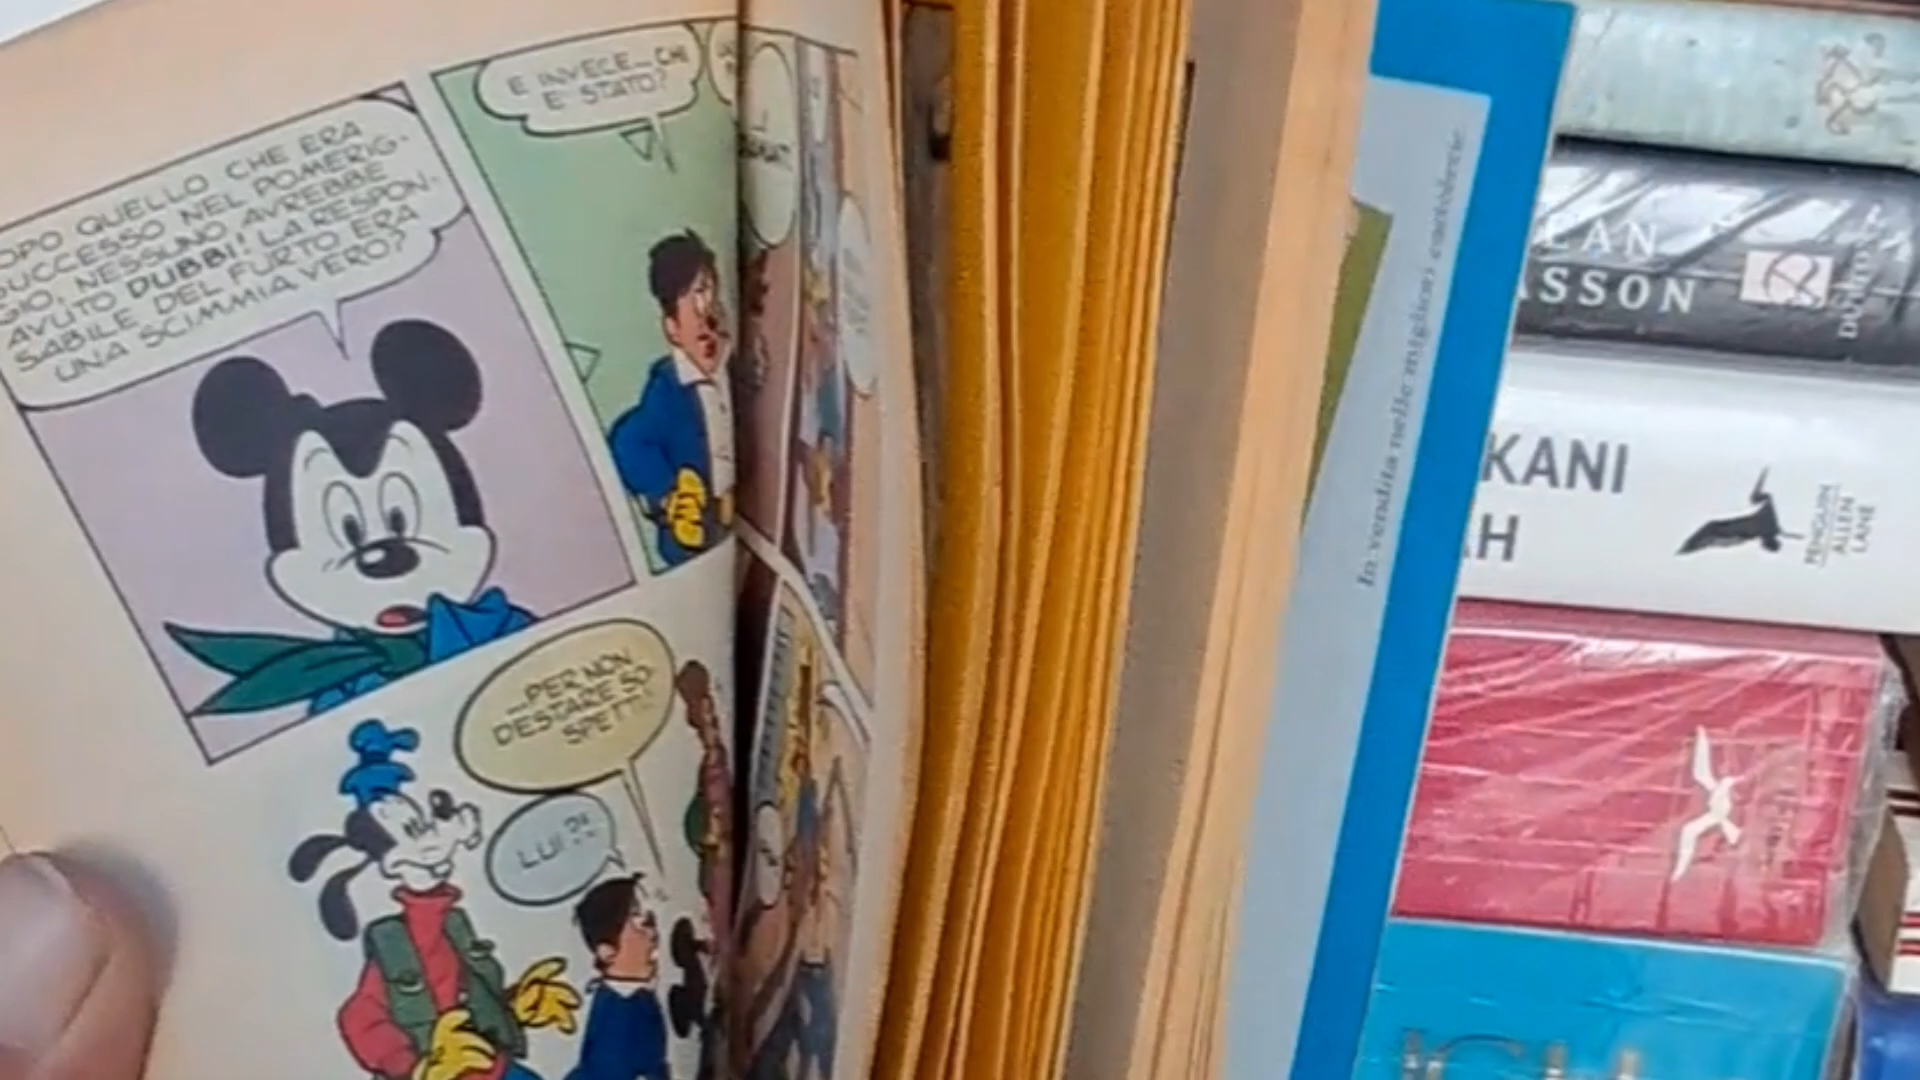 OPO QUELLO CHE ERA
SUCCESSO NEL POMERIG-
GIO, NESSUNO AVREBBE
AVUTO DUBBI! LA RESPON-
SABILE DEL FURTO ERA
UNA SCIMMIA VERO?
E INVECE... CHI
E' STATO?
...PER NON
DESTARE SO-
SPETTI!
LUI?!
In vendita nelle migliori cartolerie
LAN
ASSON
KANI
AH
PENGUIN
ALLEN
LANE